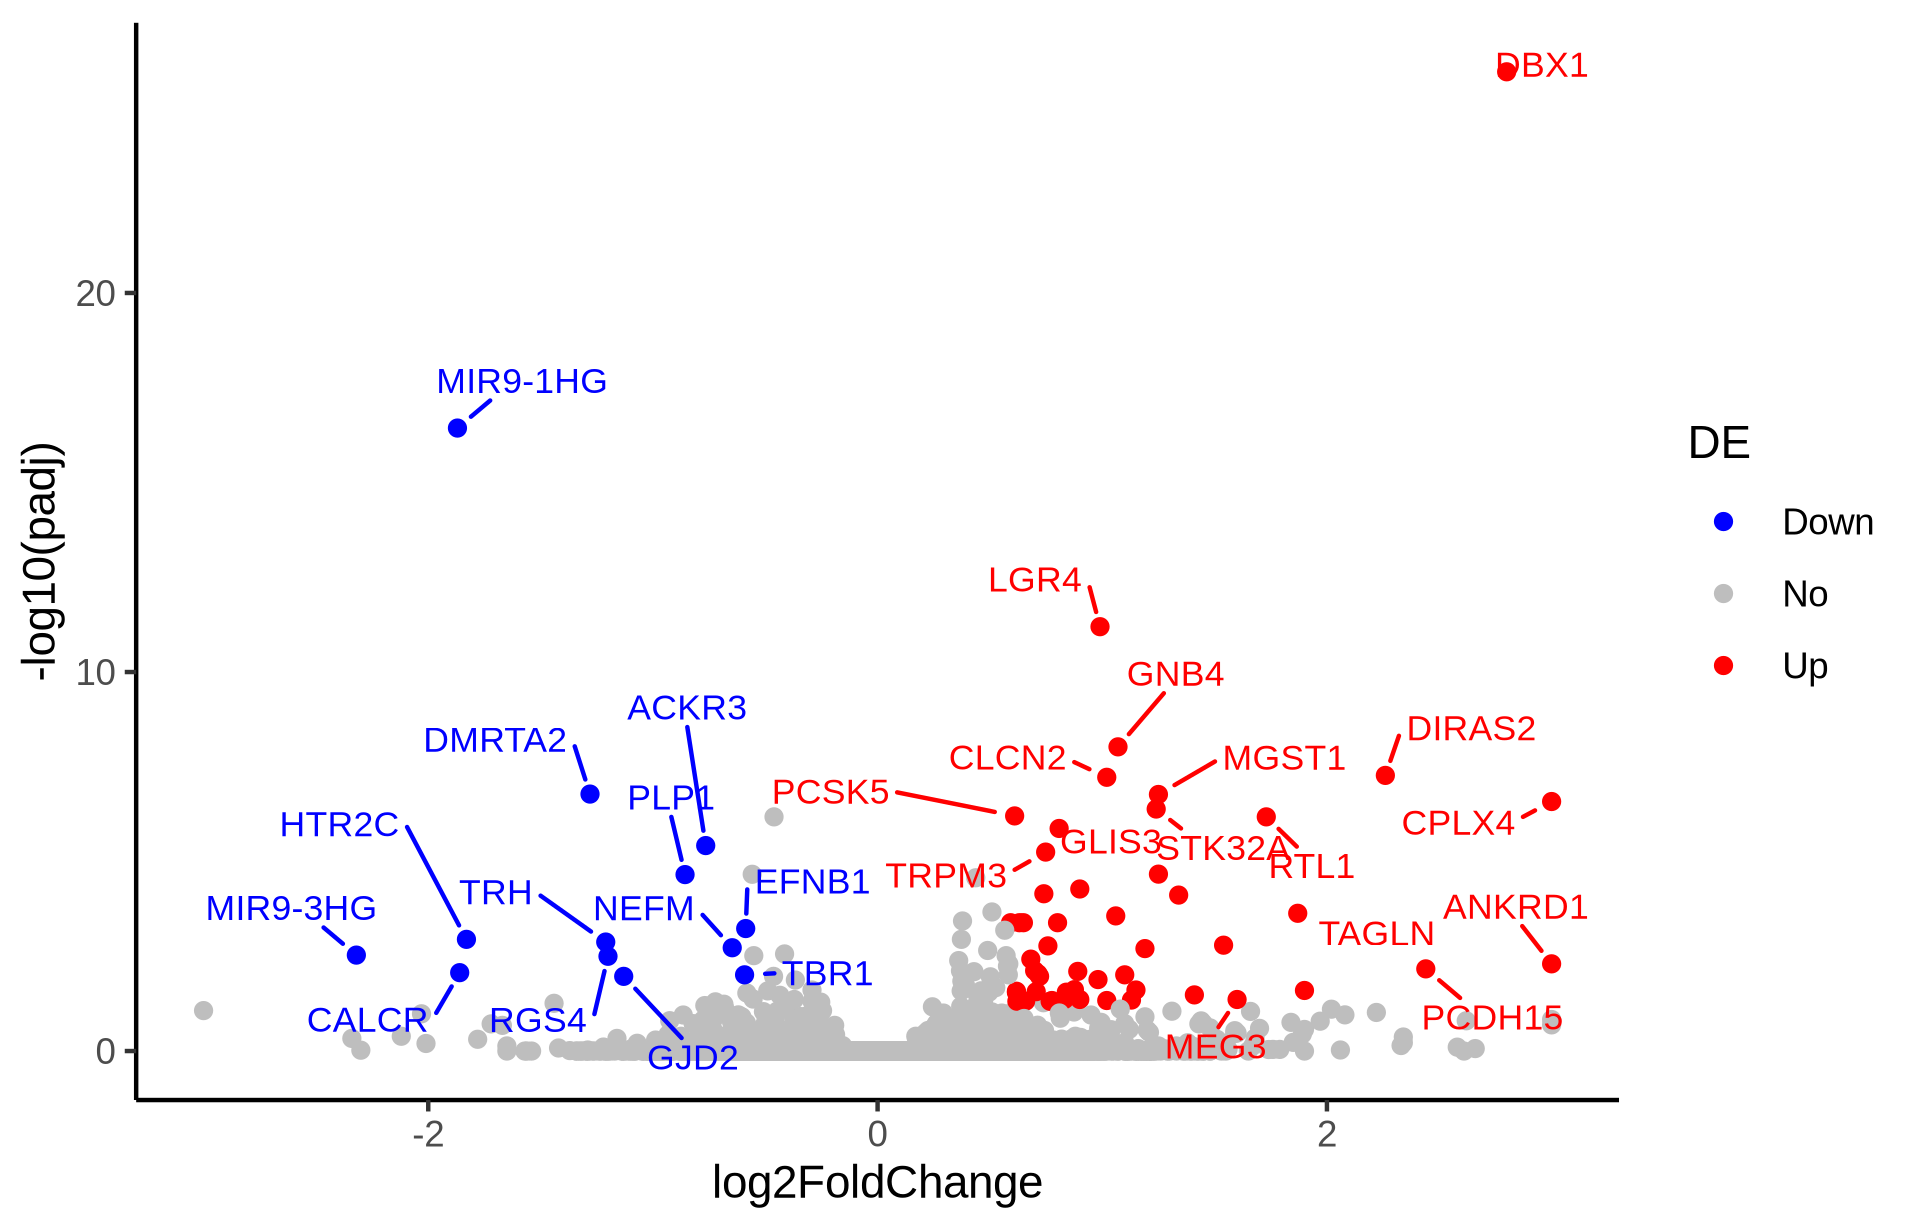 DBX1
20
MIR9-1HG
DE
Down
No
Up
-log10(padj)
LGR4
10
GNB4
ACKR3
DMRTA2
DIRAS2
CLCN2
MGST1
PCSK5
PLP1
HTR2C
CPLX4
GLIS3
STK32A
RTL1
TRPM3
EFNB1
TRH
NEFM
MIR9-3HG
ANKRD1
TAGLN
TBR1
CALCR
RGS4
PCDH15
MEG3
GJD2
0
-2
0
2
log2FoldChange